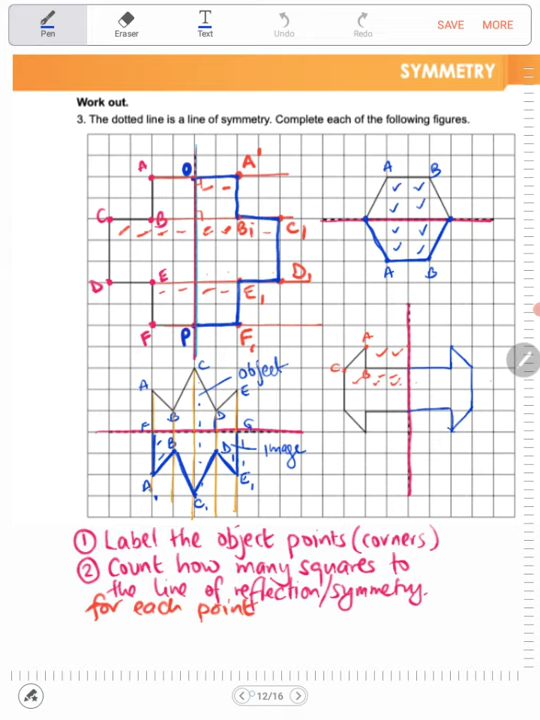 Pen
Eraser
T
Text
Undo
Redo
SAVE
MORE
SYMMETRY
Work out.
3. The dotted line is a line of symmetry. Complete each of the following figures.
A O A'
C B B1 C1
D E E1 D1
F P F1
A B
A B
C object
A E
B D
F G
B D image
A1 C1 E1
A
C B
① Label the object points (corners)
② Count how many squares to
the line of reflection/symmetry.
for each point
12/16